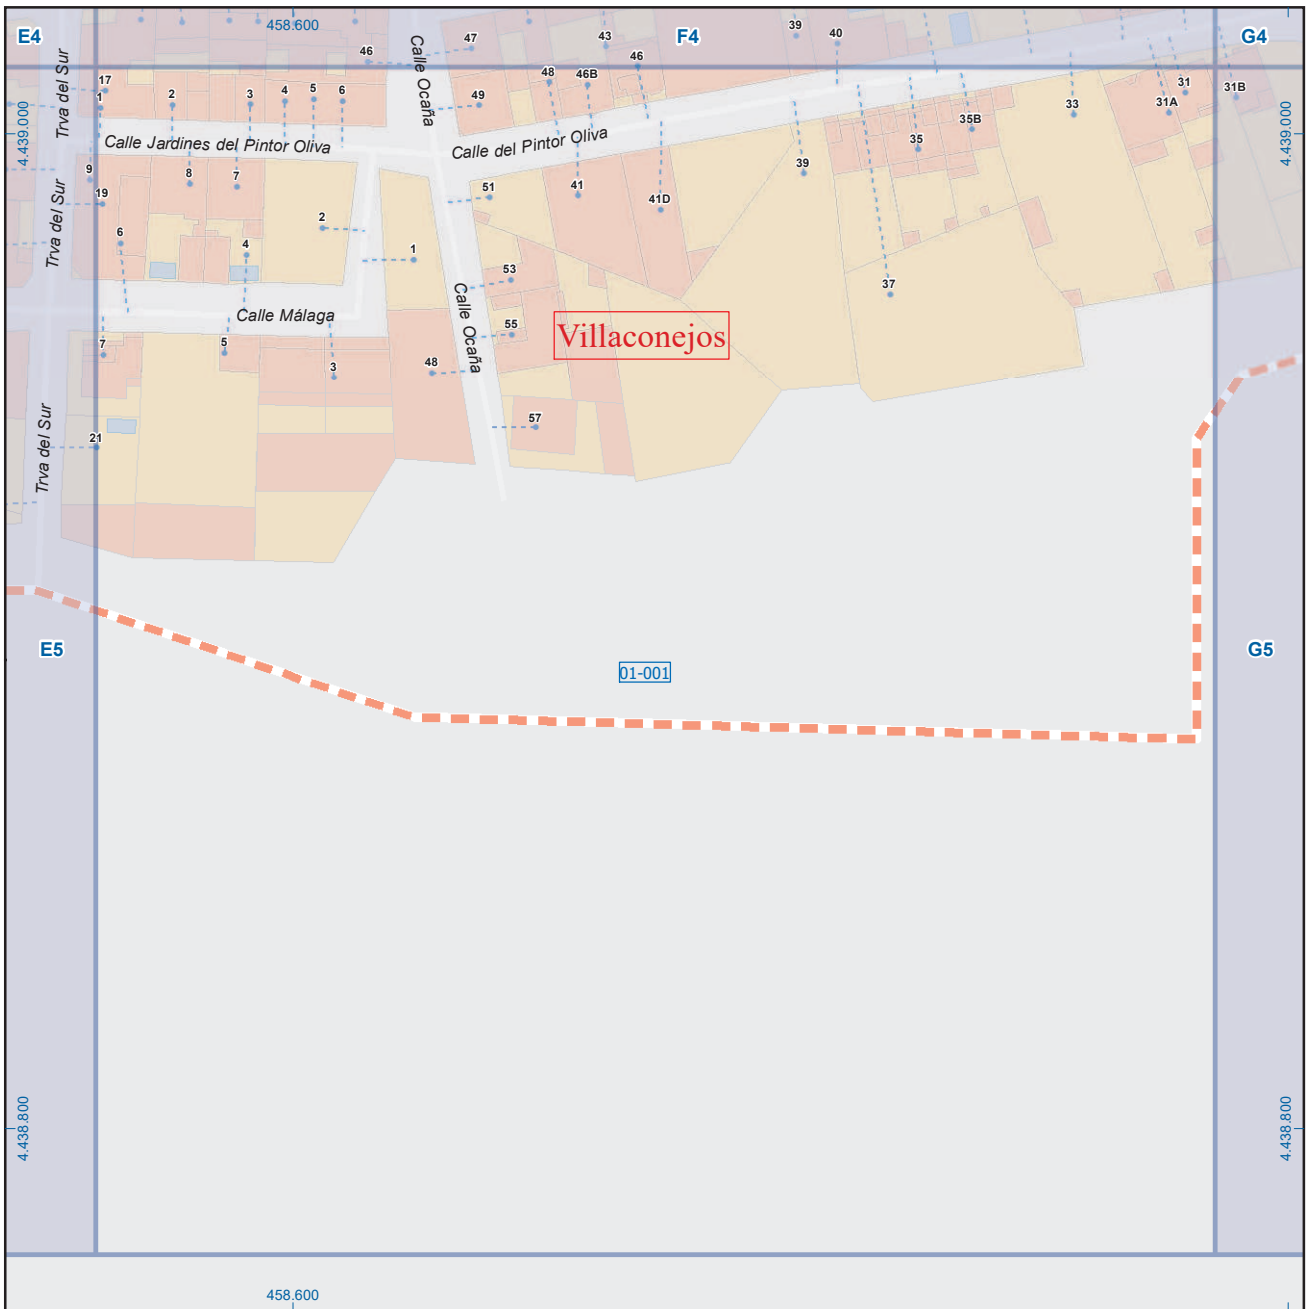 E4
458.600
F4
G4
39
40
47
43
46
46
48
46B
49
17
1
2
3
4
5
6
31
31A
31B
33
35B
35
Trva del Sur
Calle Ocaña
4.439.000
4.439.000
Calle Jardines del Pintor Oliva
Calle del Pintor Oliva
9
19
8
7
6
4
2
1
51
41
41D
39
37
53
55
Trva del Sur
Calle Málaga
Calle Ocaña
Villaconejos
7
5
3
48
57
21
Trva del Sur
E5
01-001
G5
4.438.800
4.438.800
458.600